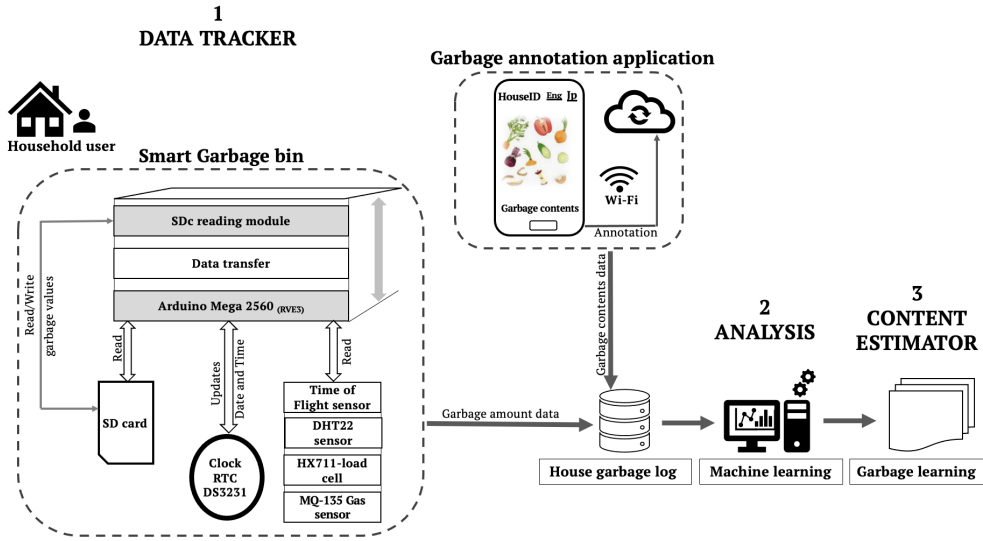 1
DATA TRACKER
Household user
Smart Garbage bin
SDc reading module
Data transfer
Arduino Mega 2560 (RVE3)
Read/Write
garbage values
Read
Updates
Date and Time
Read
SD card
Clock
RTC
DS3231
Time of
Flight sensor
DHT22
sensor
HX711-load
cell
MQ-135 Gas
sensor
Garbage annotation application
HouseID Eng Jp
Garbage contents
Wi-Fi
Annotation
Garbage contents data
Garbage amount data
House garbage log
2
ANALYSIS
Machine learning
3
CONTENT
ESTIMATOR
Garbage learning